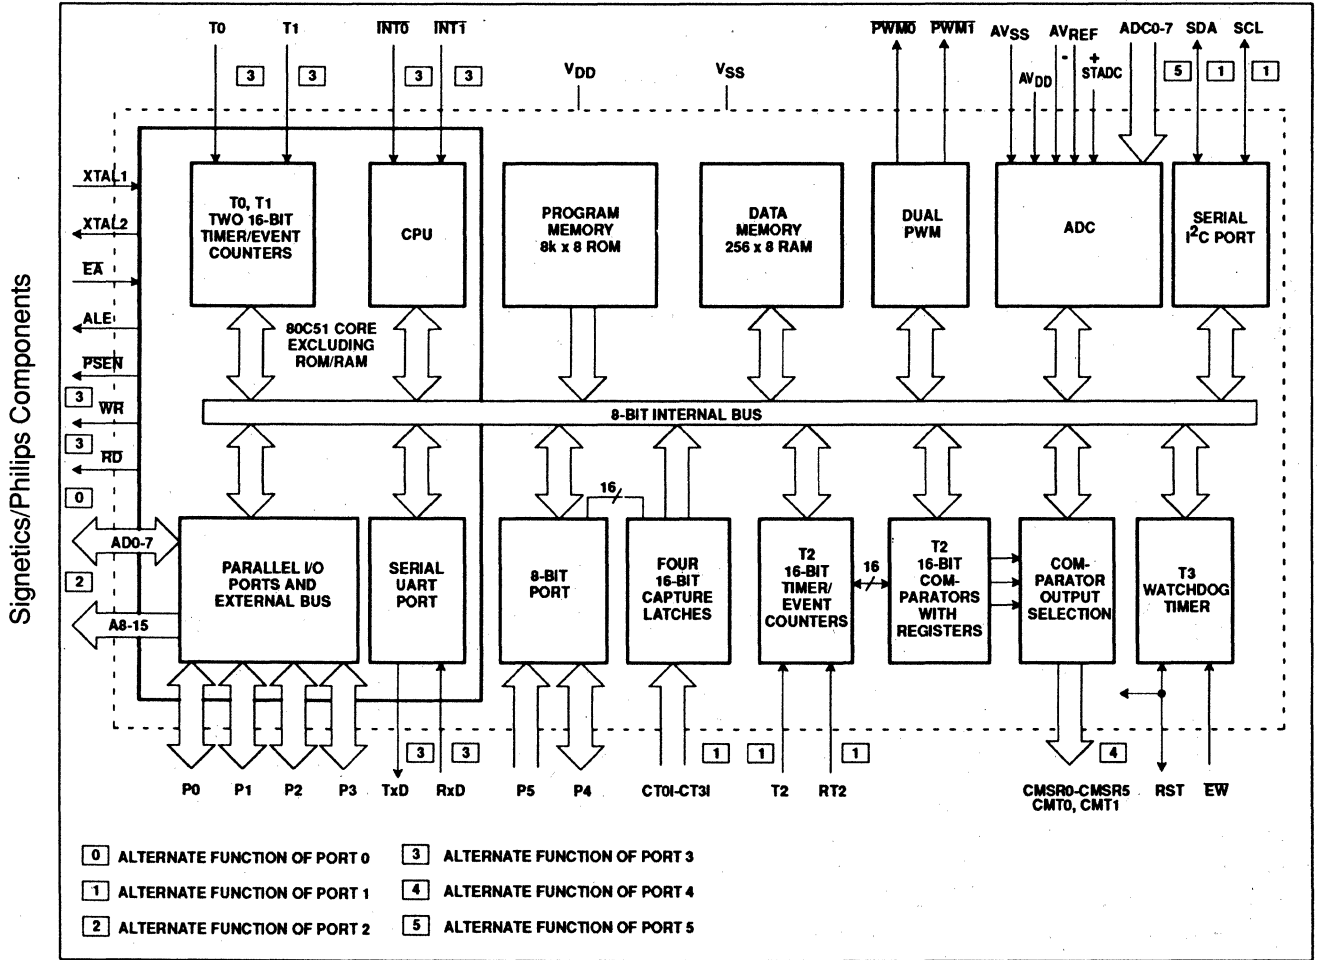 Signetics/Philips Components
T0 T1 INT0 INT1 PWM0 PWM1 AVSS AVREF ADC0-7 SDA SCL
3 3 3 3 VDD VSS AVDD - + STADC 5 1 1
XTAL1
XTAL2
EA
ALE
PSEN
3
WR
3
RD
0
AD0-7
2
A8-15
T0, T1
TWO 16-BIT
TIMER/EVENT
COUNTERS
CPU
PROGRAM
MEMORY
8k x 8 ROM
DATA
MEMORY
256 x 8 RAM
DUAL
PWM
ADC
SERIAL
I2C PORT
80C51 CORE
EXCLUDING
ROM/RAM
8-BIT INTERNAL BUS
PARALLEL I/O
PORTS AND
EXTERNAL BUS
SERIAL
UART
PORT
8-BIT
PORT
16
FOUR
16-BIT
CAPTURE
LATCHES
T2
16-BIT
TIMER/
EVENT
COUNTERS
16
T2
16-BIT
COM-
PARATORS
WITH
REGISTERS
COM-
PARATOR
OUTPUT
SELECTION
T3
WATCHDOG
TIMER
3 3 1 1 1 4
P0 P1 P2 P3 TxD RxD P5 P4 CT0I-CT3I T2 RT2 CMSR0-CMSR5 RST EW
CMT0, CMT1
0 ALTERNATE FUNCTION OF PORT 0
1 ALTERNATE FUNCTION OF PORT 1
2 ALTERNATE FUNCTION OF PORT 2
3 ALTERNATE FUNCTION OF PORT 3
4 ALTERNATE FUNCTION OF PORT 4
5 ALTERNATE FUNCTION OF PORT 5